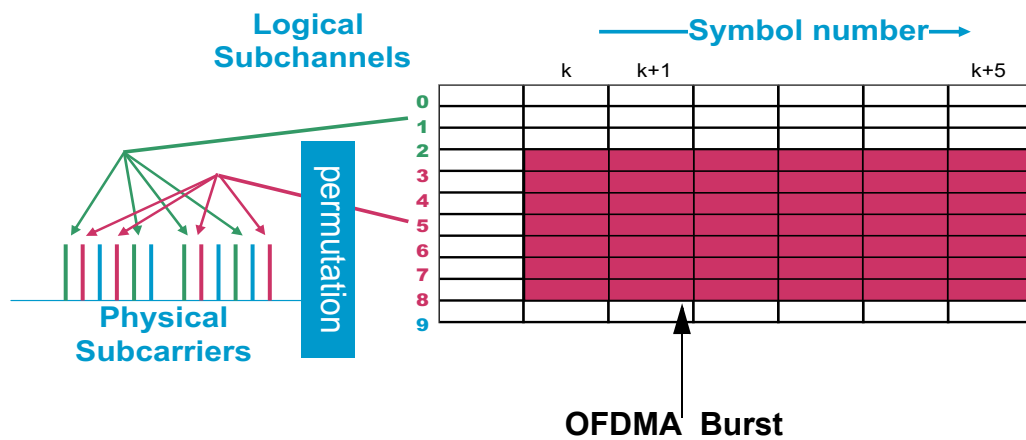 Logical
Subchannels
Symbol number
k k+1 k+5
0
1
2
3
4
5
6
7
8
9
permutation
Physical
Subcarriers
OFDMA Burst